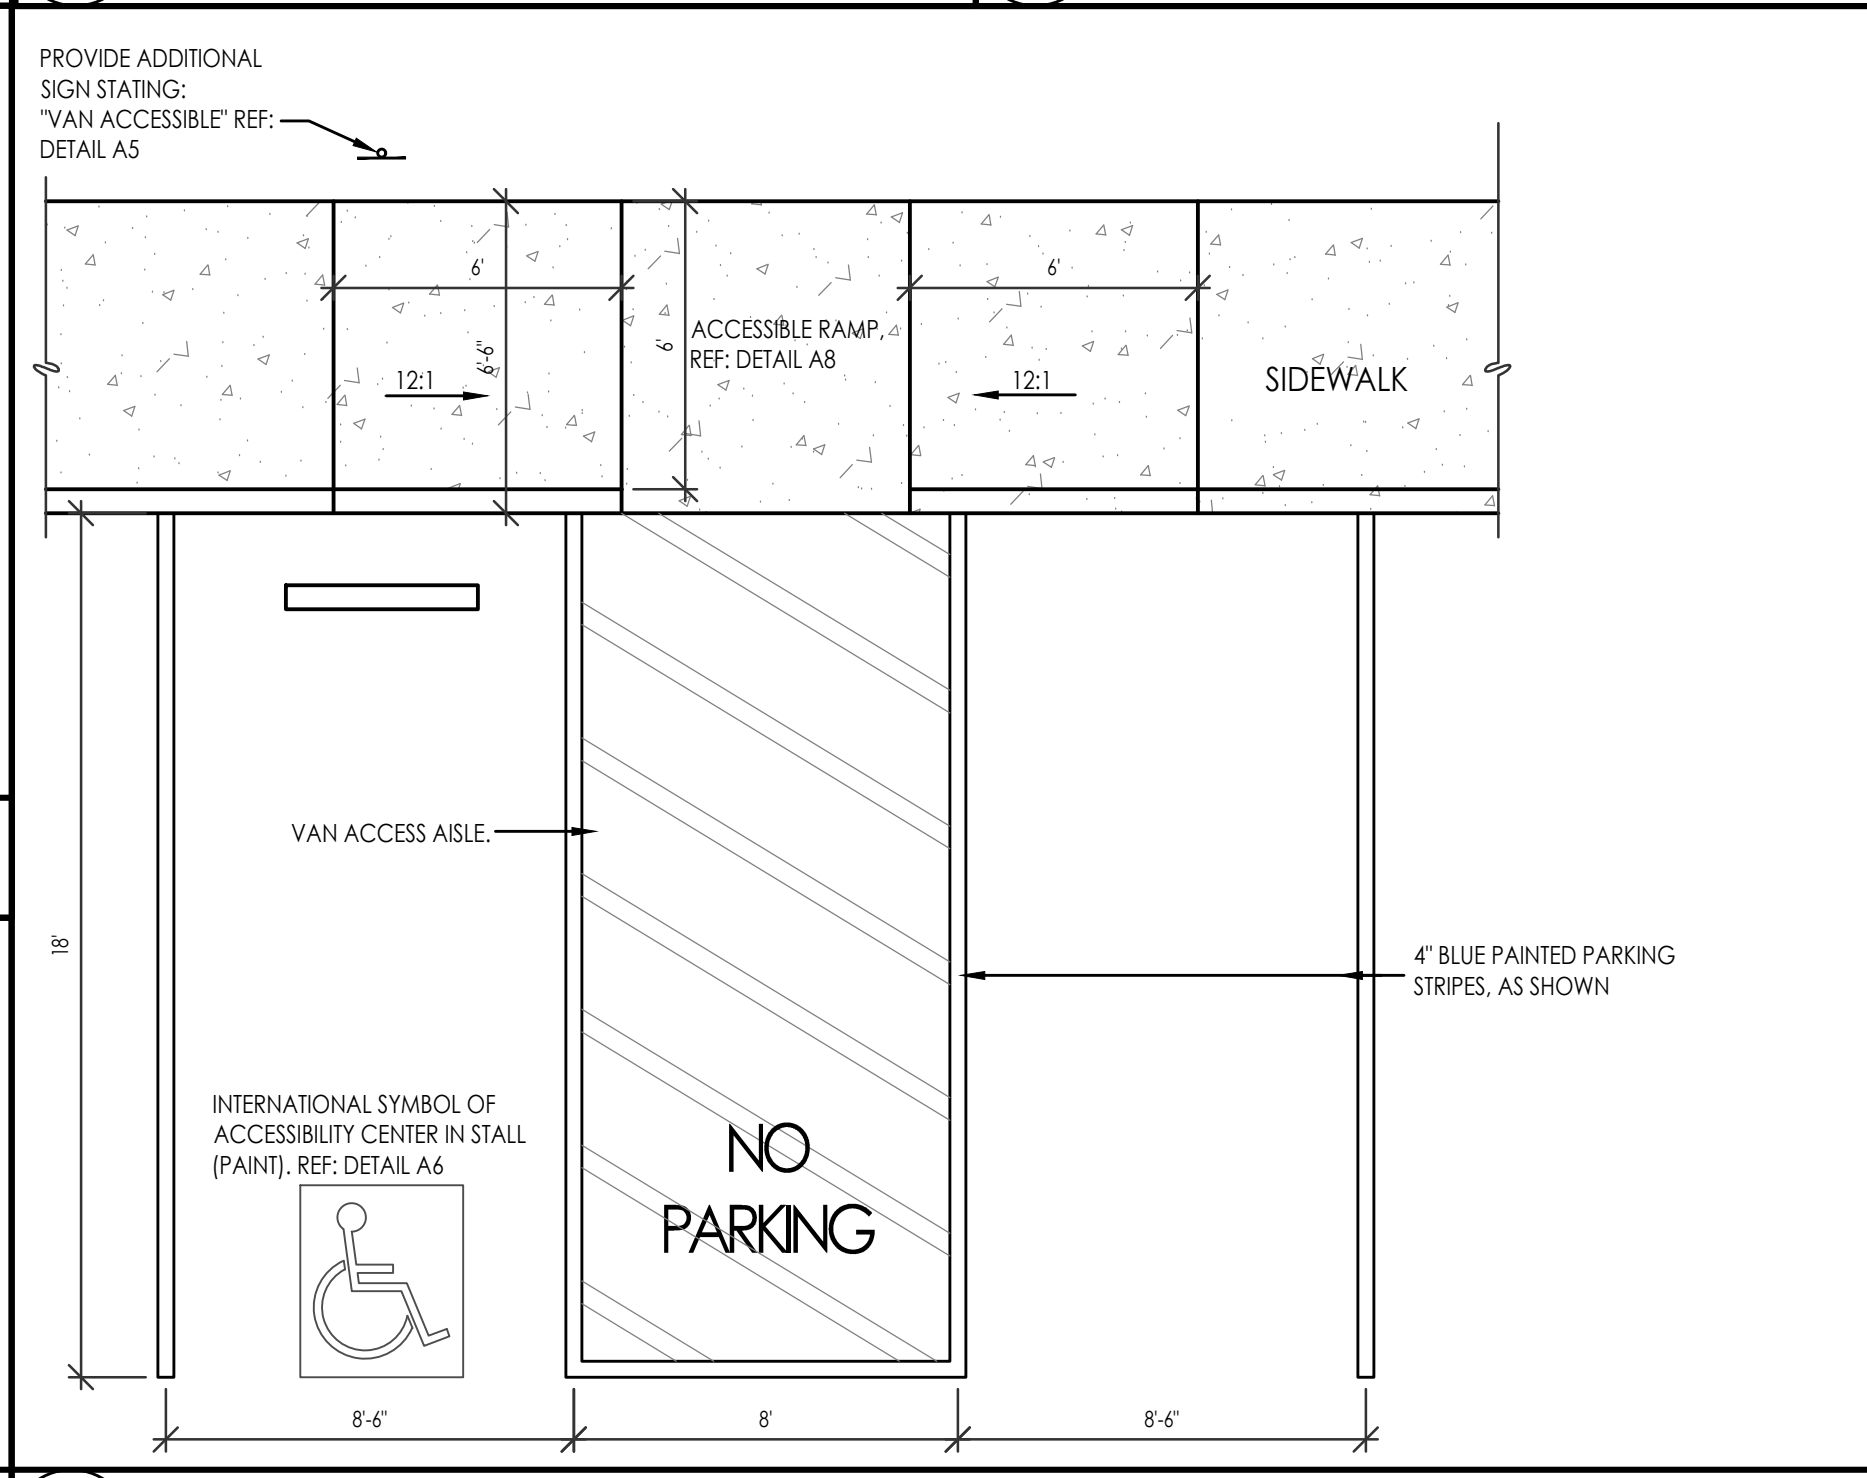 PROVIDE ADDITIONAL
SIGN STATING:
"VAN ACCESSIBLE" REF:
DETAIL A5
6'
6'
6'-6"
6'
ACCESSIBLE RAMP,
REF: DETAIL A8
12:1
12:1
SIDEWALK
VAN ACCESS AISLE.
18'
4" BLUE PAINTED PARKING
STRIPES, AS SHOWN
INTERNATIONAL SYMBOL OF
ACCESSIBILITY CENTER IN STALL
(PAINT). REF: DETAIL A6
NO
PARKING
8'-6"
8'
8'-6"